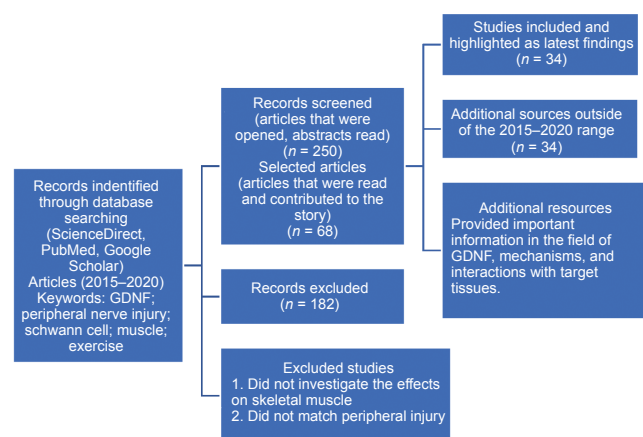 Records indentified
through database
searching
(ScienceDirect,
PubMed, Google
Scholar)
Articles (2015–2020)
Keywords: GDNF;
peripheral nerve injury;
schwann cell; muscle;
exercise
Records screened
(articles that were
opened, abstracts read)
(n = 250)
Selected articles
(articles that were read
and contributed to the
story)
(n = 68)
Records excluded
(n = 182)
Excluded studies
1. Did not investigate the effects
on skeletal muscle
2. Did not match peripheral injury
Studies included and
highlighted as latest findings
(n = 34)
Additional sources outside
of the 2015–2020 range
(n = 34)
Additional resources
Provided important
information in the field of
GDNF, mechanisms, and
interactions with target
tissues.